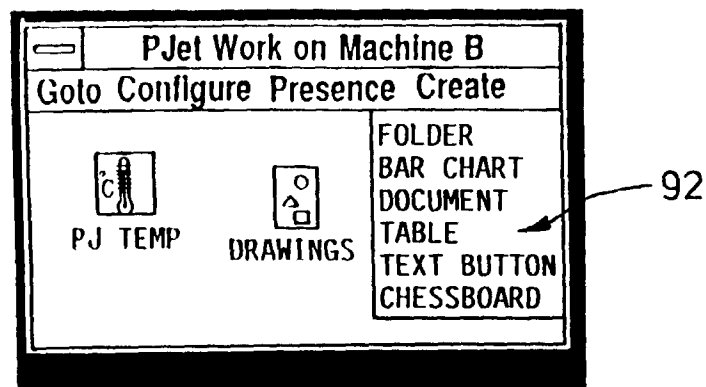 PJet Work on Machine B
Goto Configure Presence Create
FOLDER
BAR CHART
DOCUMENT
TABLE
TEXT BUTTON
CHESSBOARD
°C
PJ TEMP
DRAWINGS
92